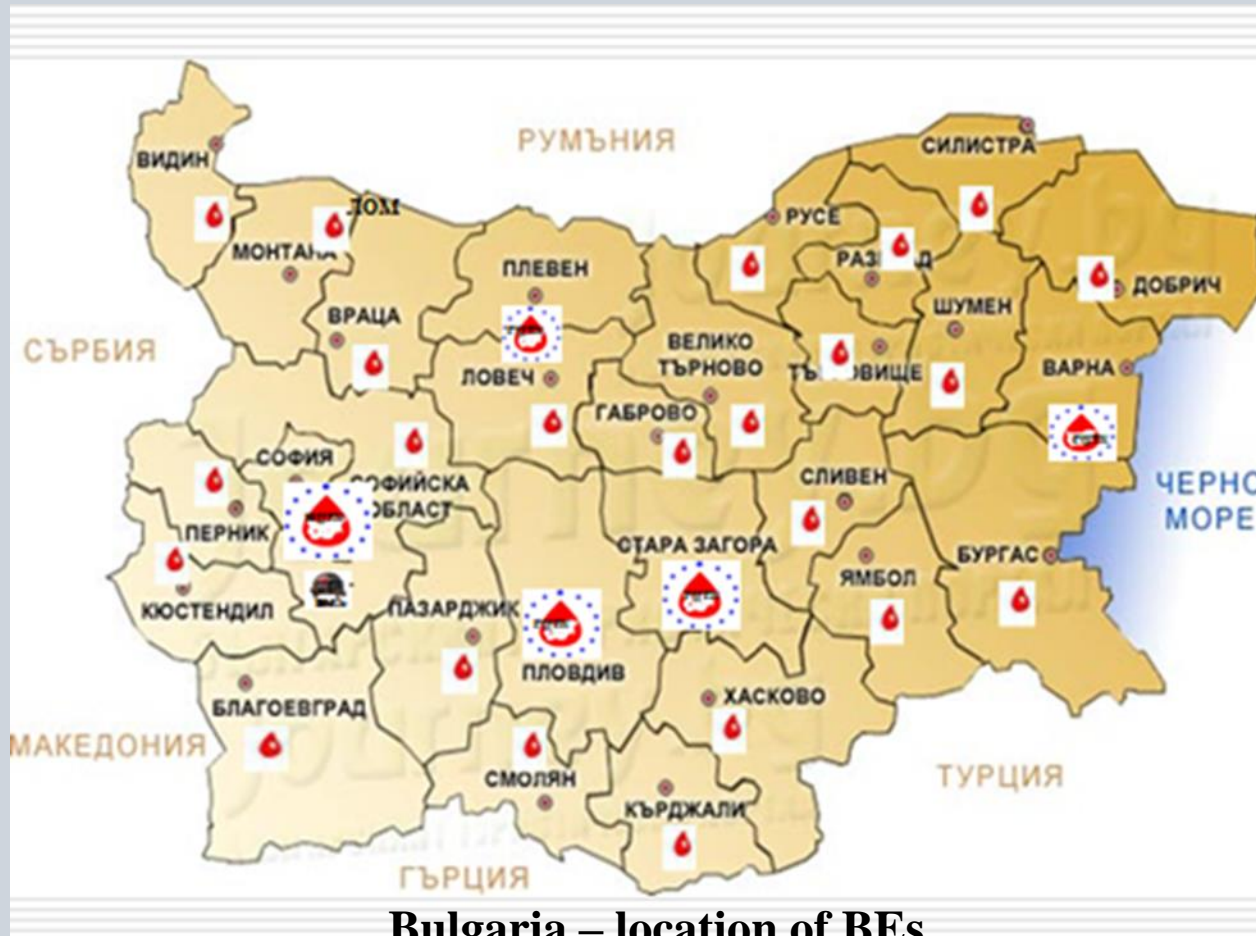 РУМЪНИЯ
СИЛИСТРА
ВИДИН
ЛОМ
РУСЕ
МОНТАНА
ПЛЕВЕН
ДОБРИЧ
ШУМЕН
ВРАЦА
ВЕЛИКО
ТЪРНОВО
СЪРБИЯ
ЛОВЕЧ
ВАРНА
ГАБРОВО
СОФИЯ
СЛИВЕН
СОФИЙСКА
ОБЛАСТ
ЧЕРНО
МОРЕ
ПЕРНИК
СТАРА ЗАГОРА
БУРГАС
ЯМБОЛ
КЮСТЕНДИЛ
ПАЗАРДЖИК
ПЛОВДИВ
ХАСКОВО
БЛАГОЕВГРАД
МАКЕДОНИЯ
ТУРЦИЯ
СМОЛЯН
КЪРДЖАЛИ
ГЪРЦИЯ
Bulgaria – location of BEs